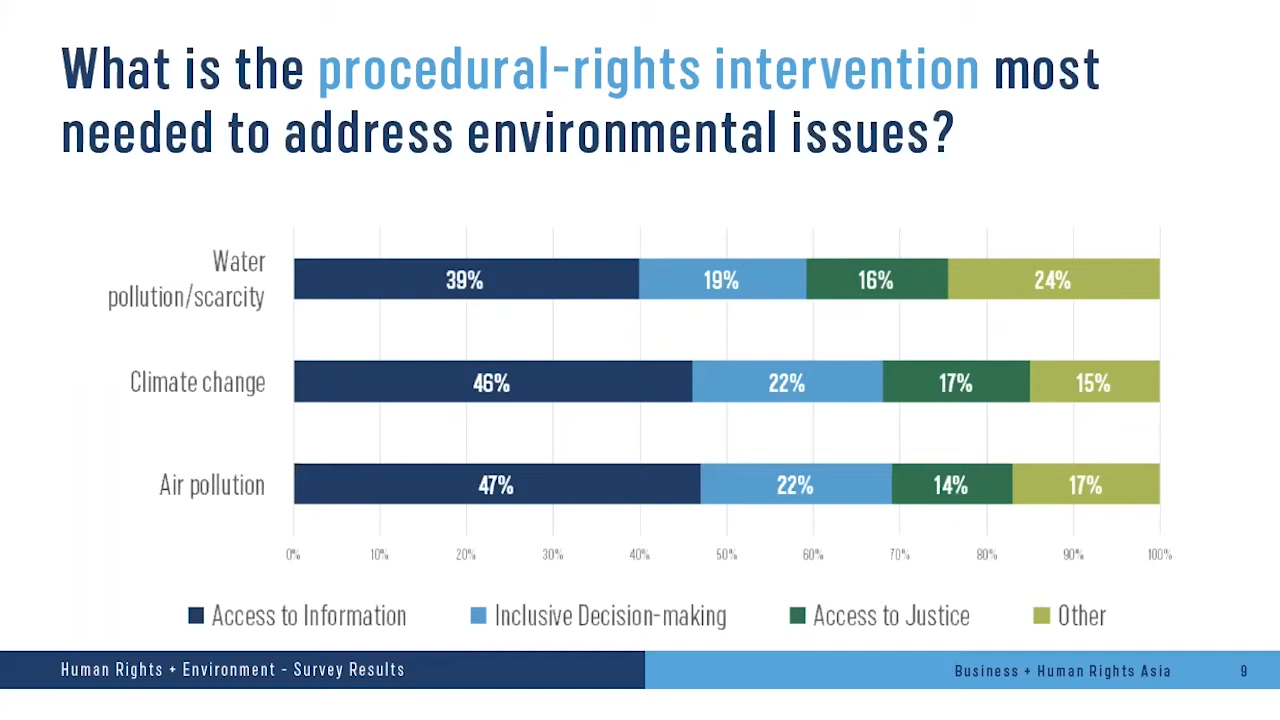 What is the procedural-rights intervention most
needed to address environmental issues?
Water
pollution/scarcity
39% 19% 16% 24%
Climate change
46% 22% 17% 15%
Air pollution
47% 22% 14% 17%
0% 10% 20% 30% 40% 50% 60% 70% 80% 90% 100%
Access to Information Inclusive Decision-making Access to Justice Other
Human Rights + Environment - Survey Results
Business + Human Rights Asia 9